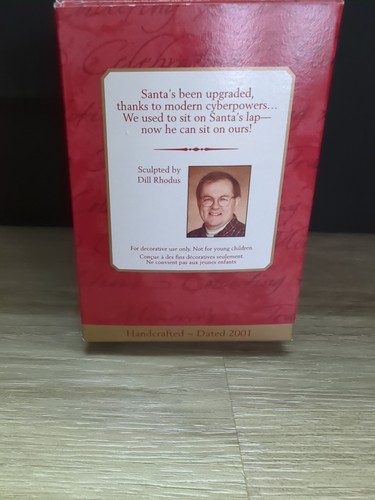 Santa's been upgraded,
thanks to modern cyberpowers...
We used to sit on Santa's lap—
now he can sit on ours!
Sculpted by
Dill Rhodus
For decorative use only. Not for young children.
Conçue à des fins décoratives seulement.
Ne convient pas aux jeunes enfants.
Handcrafted – Dated 2001